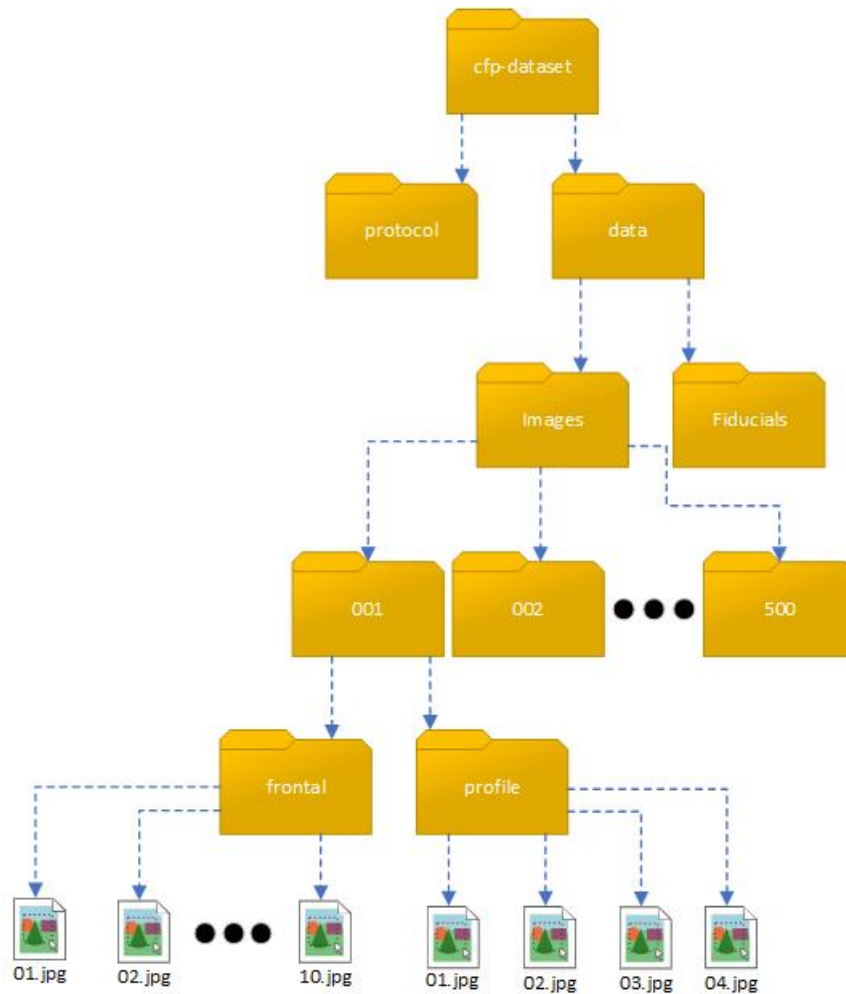 cfp-dataset
protocol
data
Images
Fiducials
001
002
500
frontal
profile
01.jpg
02.jpg
10.jpg
01.jpg
02.jpg
03.jpg
04.jpg